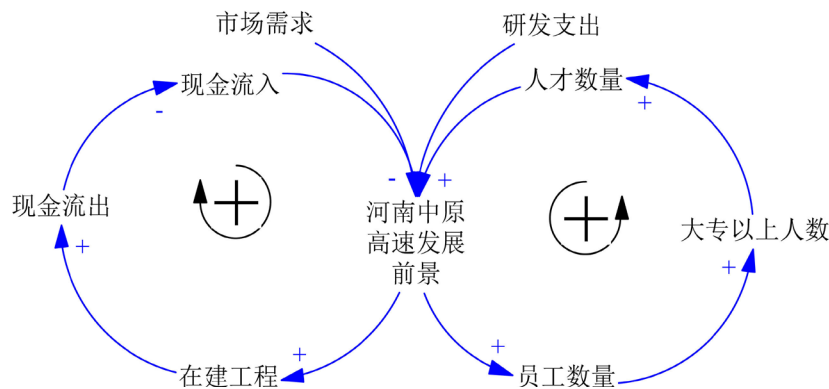 市场需求
研发支出
现金流入
人才数量
+
-
-
+
现金流出
河南中原
高速发展
前景
大专以上人数
+
+
+
+
在建工程
员工数量